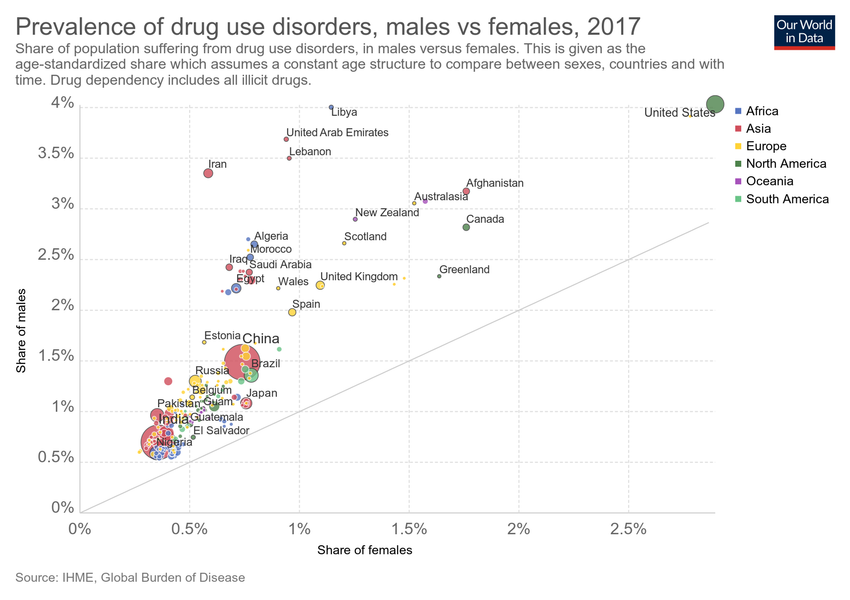 Prevalence of drug use disorders, males vs females, 2017
Our World
in Data
Share of population suffering from drug use disorders, in males versus females. This is given as the
age-standardized share which assumes a constant age structure to compare between sexes, countries and with
time. Drug dependency includes all illicit drugs.
4%
Libya
United States
Africa
United Arab Emirates
Asia
3.5%
Lebanon
Europe
Iran
North America
Afghanistan
Oceania
3%
Australasia
South America
New Zealand
Canada
2.5%
Algeria
Scotland
Morocco
Iraq
Saudi Arabia
Greenland
Egypt
Wales
United Kingdom
2%
Spain
Share of males
1.5%
Estonia
China
Brazil
Russia
Belgium
Japan
1%
Pakistan
Guam
India
Guatemala
El Salvador
Nigeria
0.5%
0%
0%
0.5%
1%
1.5%
2%
2.5%
Share of females
Source: IHME, Global Burden of Disease